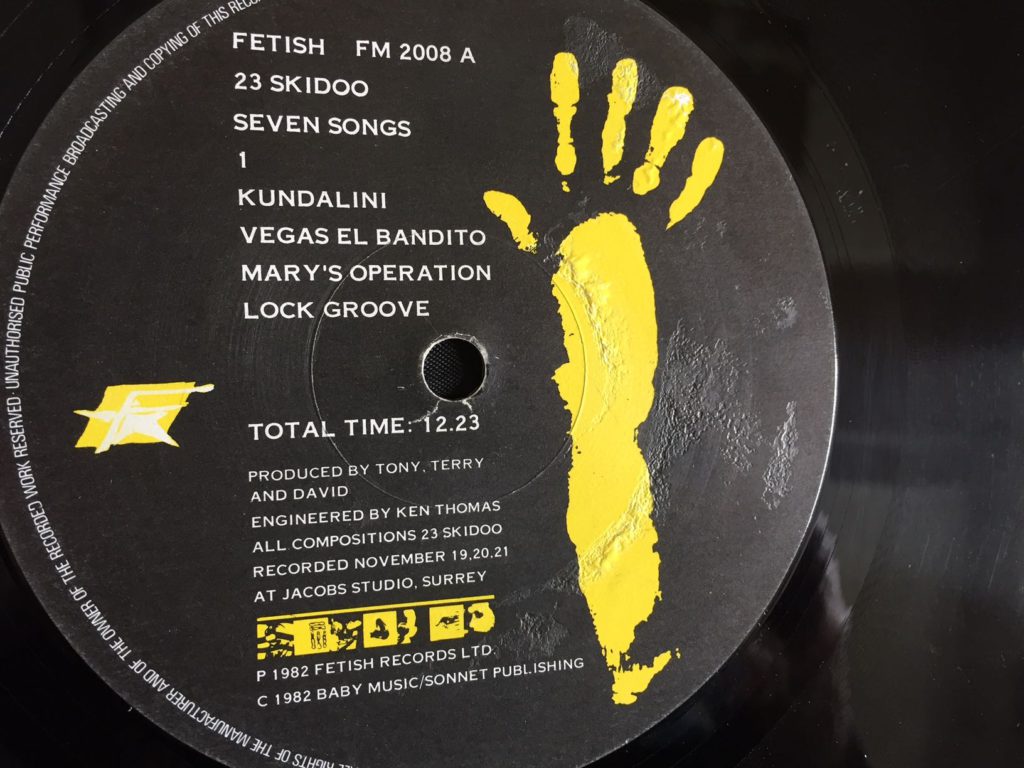 FETISH FM 2008 A
23 SKIDOO
SEVEN SONGS
1
KUNDALINI
VEGAS EL BANDITO
MARY'S OPERATION
LOCK GROOVE
TOTAL TIME: 12.23
PRODUCED BY TONY, TERRY
AND DAVID
ENGINEERED BY KEN THOMAS
ALL COMPOSITIONS 23 SKIDOO
RECORDED NOVEMBER 19,20.21
AT JACOBS STUDIO, SURREY
P 1982 FETISH RECORDS LTD.
C 1982 BABY MUSIC/SONNET PUBLISHING
RIGHTS OF THE MANUFACTURER AND OF THE OWNER OF THE RECORDED WORK RESERVED · UNAUTHORISED PUBLIC PERFORMANCE BROADCASTING AND COPYING OF THIS